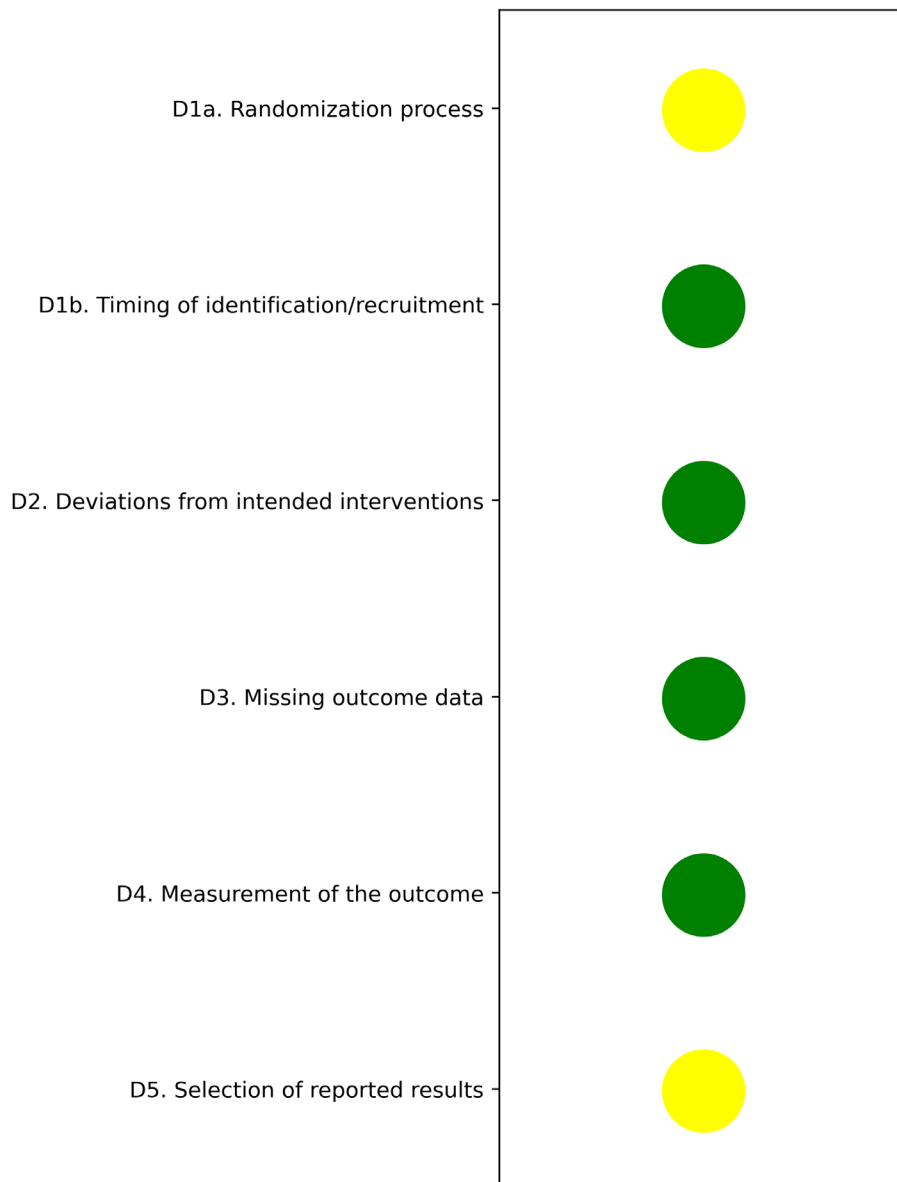 D1a. Randomization process
D1b. Timing of identification/recruitment
D2. Deviations from intended interventions
D3. Missing outcome data
D4. Measurement of the outcome
D5. Selection of reported results